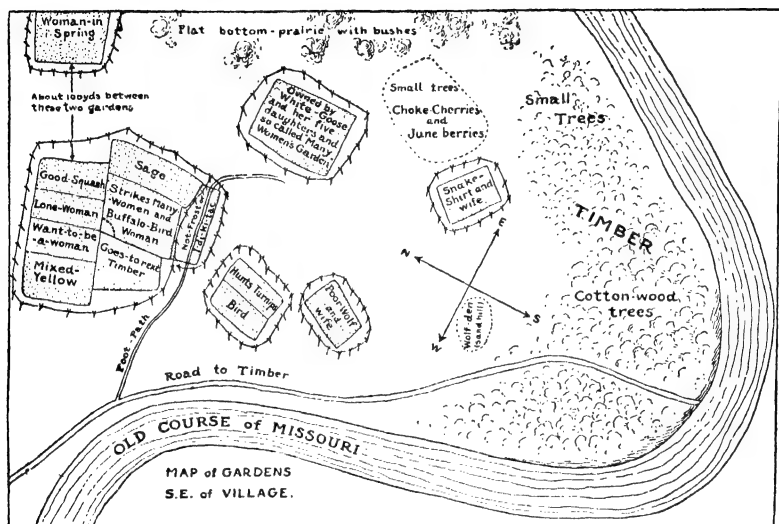 Woman-in
Spring
Flat bottom-prairie with bushes
About 100yds between
these two gardens
Owned by
White-Goose
and her five
daughters and
so called Many
Women's Garden
Small trees
Choke-Cherries
and
June berries
Small
Trees
Good-Squash
Lone-Woman
Want-to-be
-a-woman
Mixed-
Yellow
Sage
Strikes Many
Women and
Buffalo-Bird
Woman
Goes-to-next
Timber
Snake-
Shirt and
wife
TIMBER
N
E
S
W
Cotton-wood
trees
Hunts Turnips
Bird
Poor Wolf
and
wife
Wolf-den
(sand hill)
Foot-Path
Road to Timber
OLD COURSE of MISSOURI
MAP of GARDENS
S.E. of VILLAGE.